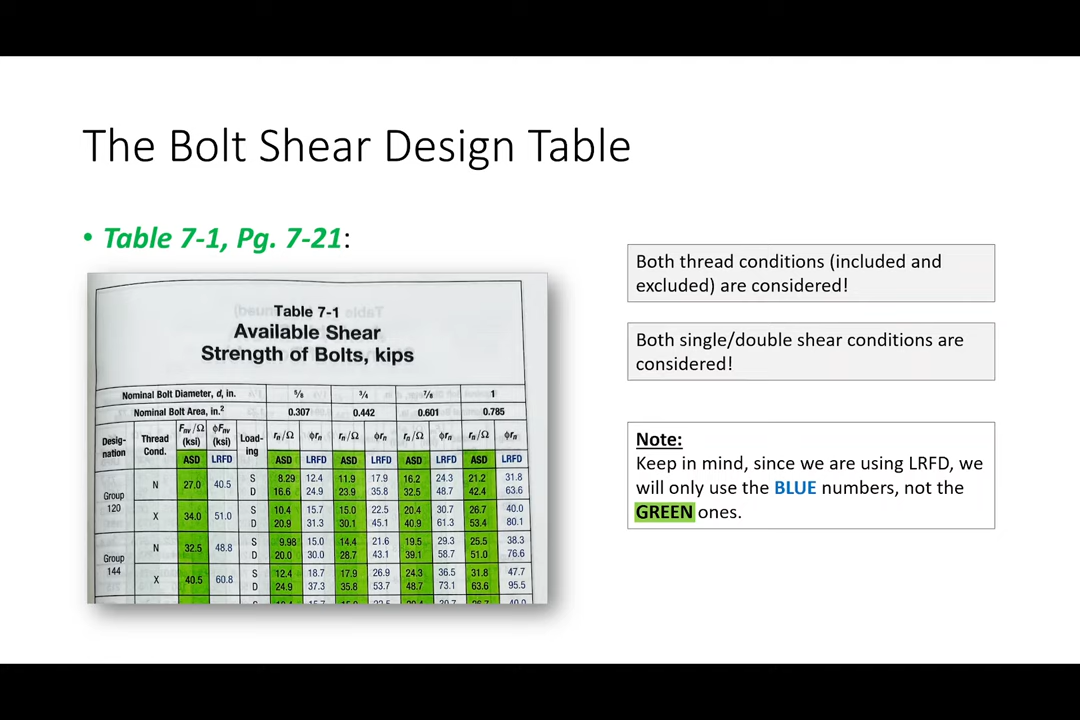 The Bolt Shear Design Table
• Table 7-1, Pg. 7-21:
Table 7-1
Available Shear
Strength of Bolts, kips
Nominal Bolt Diameter, d, in. 5/8 3/4 7/8 1
Nominal Bolt Area, in.² 0.307 0.442 0.601 0.785
Desig-
nation
Thread
Cond.
Fnv/Ω (ksi) ϕFnv (ksi)
Load-
ing
rn/Ω ϕrn rn/Ω ϕrn rn/Ω ϕrn rn/Ω ϕrn
ASD LRFD ASD LRFD ASD LRFD ASD LRFD ASD LRFD
Group
120
N 27.0 40.5
S 8.29 12.4 11.9 17.9 16.2 24.3 21.2 31.8
D 16.6 24.9 23.9 35.8 32.5 48.7 42.4 63.6
X 34.0 51.0
S 10.4 15.7 15.0 22.5 20.4 30.7 26.7 40.0
D 20.9 31.3 30.1 45.1 40.9 61.3 53.4 80.1
Group
144
N 32.5 48.8
S 9.98 15.0 14.4 21.6 19.5 29.3 25.5 38.3
D 20.0 30.0 28.7 43.1 39.1 58.7 51.0 76.6
X 40.5 60.8
S 12.4 18.7 17.9 26.9 24.3 36.5 31.8 47.7
D 24.9 37.3 35.8 53.7 48.7 73.1 63.6 95.5
Both thread conditions (included and
excluded) are considered!
Both single/double shear conditions are
considered!
Note:
Keep in mind, since we are using LRFD, we
will only use the BLUE numbers, not the
GREEN ones.